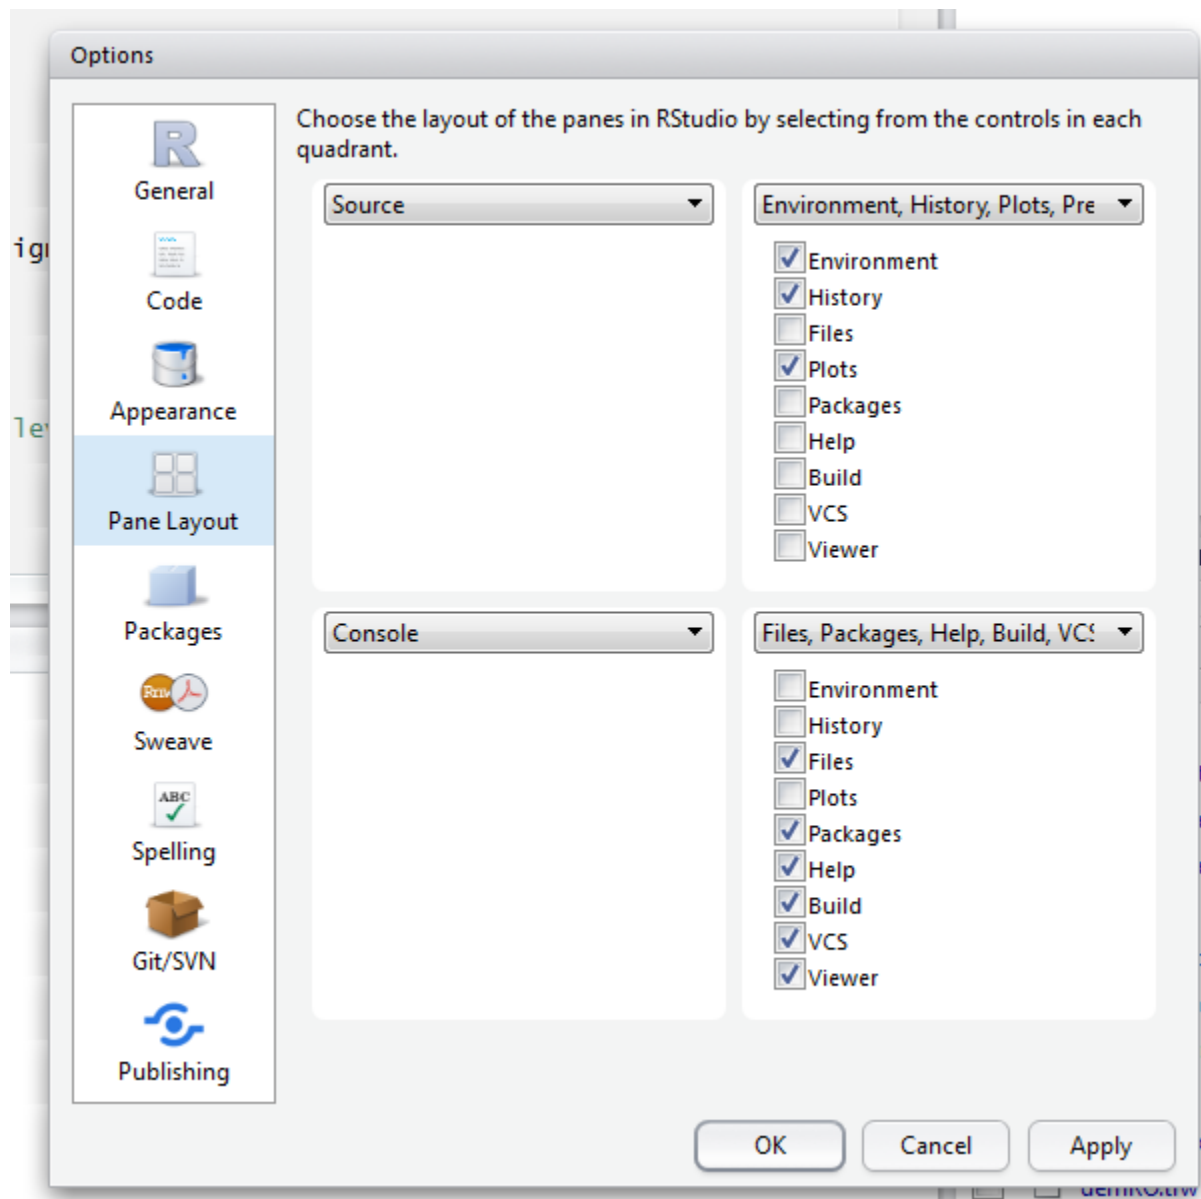 Options
Choose the layout of the panes in RStudio by selecting from the controls in each
quadrant.
General
Code
Appearance
Pane Layout
Packages
Sweave
ABC
Spelling
Git/SVN
Publishing
Source
Environment, History, Plots, Pre
Environment
History
Files
Plots
Packages
Help
Build
VCS
Viewer
Console
Files, Packages, Help, Build, VCS
Environment
History
Files
Plots
Packages
Help
Build
VCS
Viewer
OK
Cancel
Apply